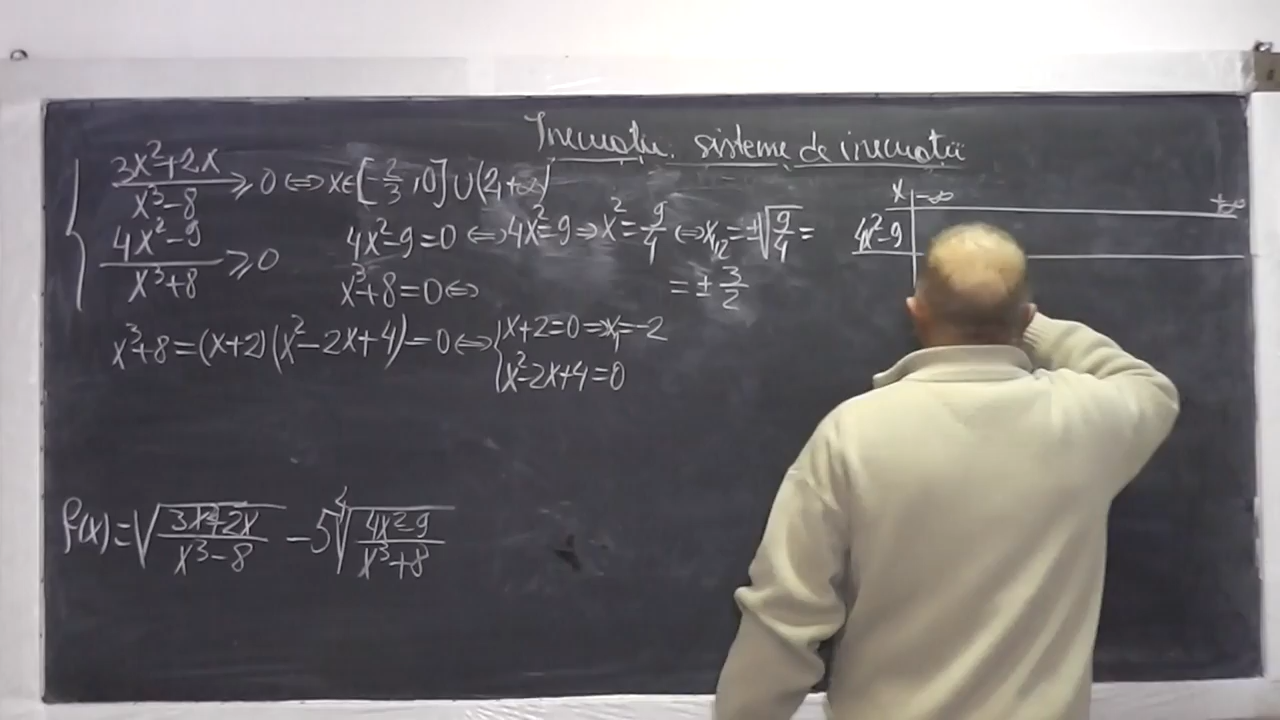 Inecuații. sisteme de inecuații
(3x²+2x)/(x³-8) ⩾ 0 ⇔ x∈[-2/3, 0] ∪ (2, +∞)
(4x²-9)/(x³+8) ⩾ 0
4x²-9=0 ⇔ 4x²=9 ⇒ x²=9/4 ⇔ x₁,₂=±√(9/4)=
=±3/2
x³+8=0 ⇔
x³+8=(x+2)(x²-2x+4)=0 ⇔ { x+2=0 ⇒ x₁=-2
x²-2x+4=0
x -∞ +∞
4x²-9
f(x)=√((3x²+2x)/(x³-8)) - 5∜((4x²-9)/(x³+8))